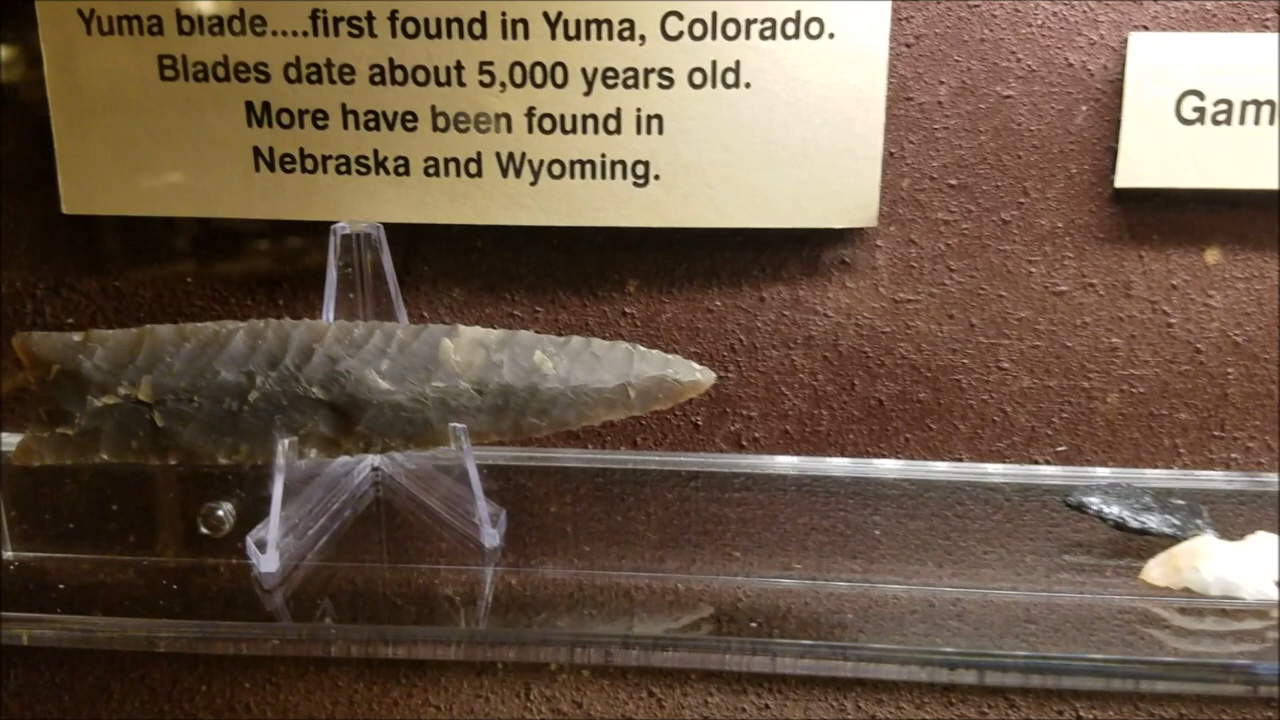 Yuma blade....first found in Yuma, Colorado.
Blades date about 5,000 years old.
More have been found in
Nebraska and Wyoming.
Gam